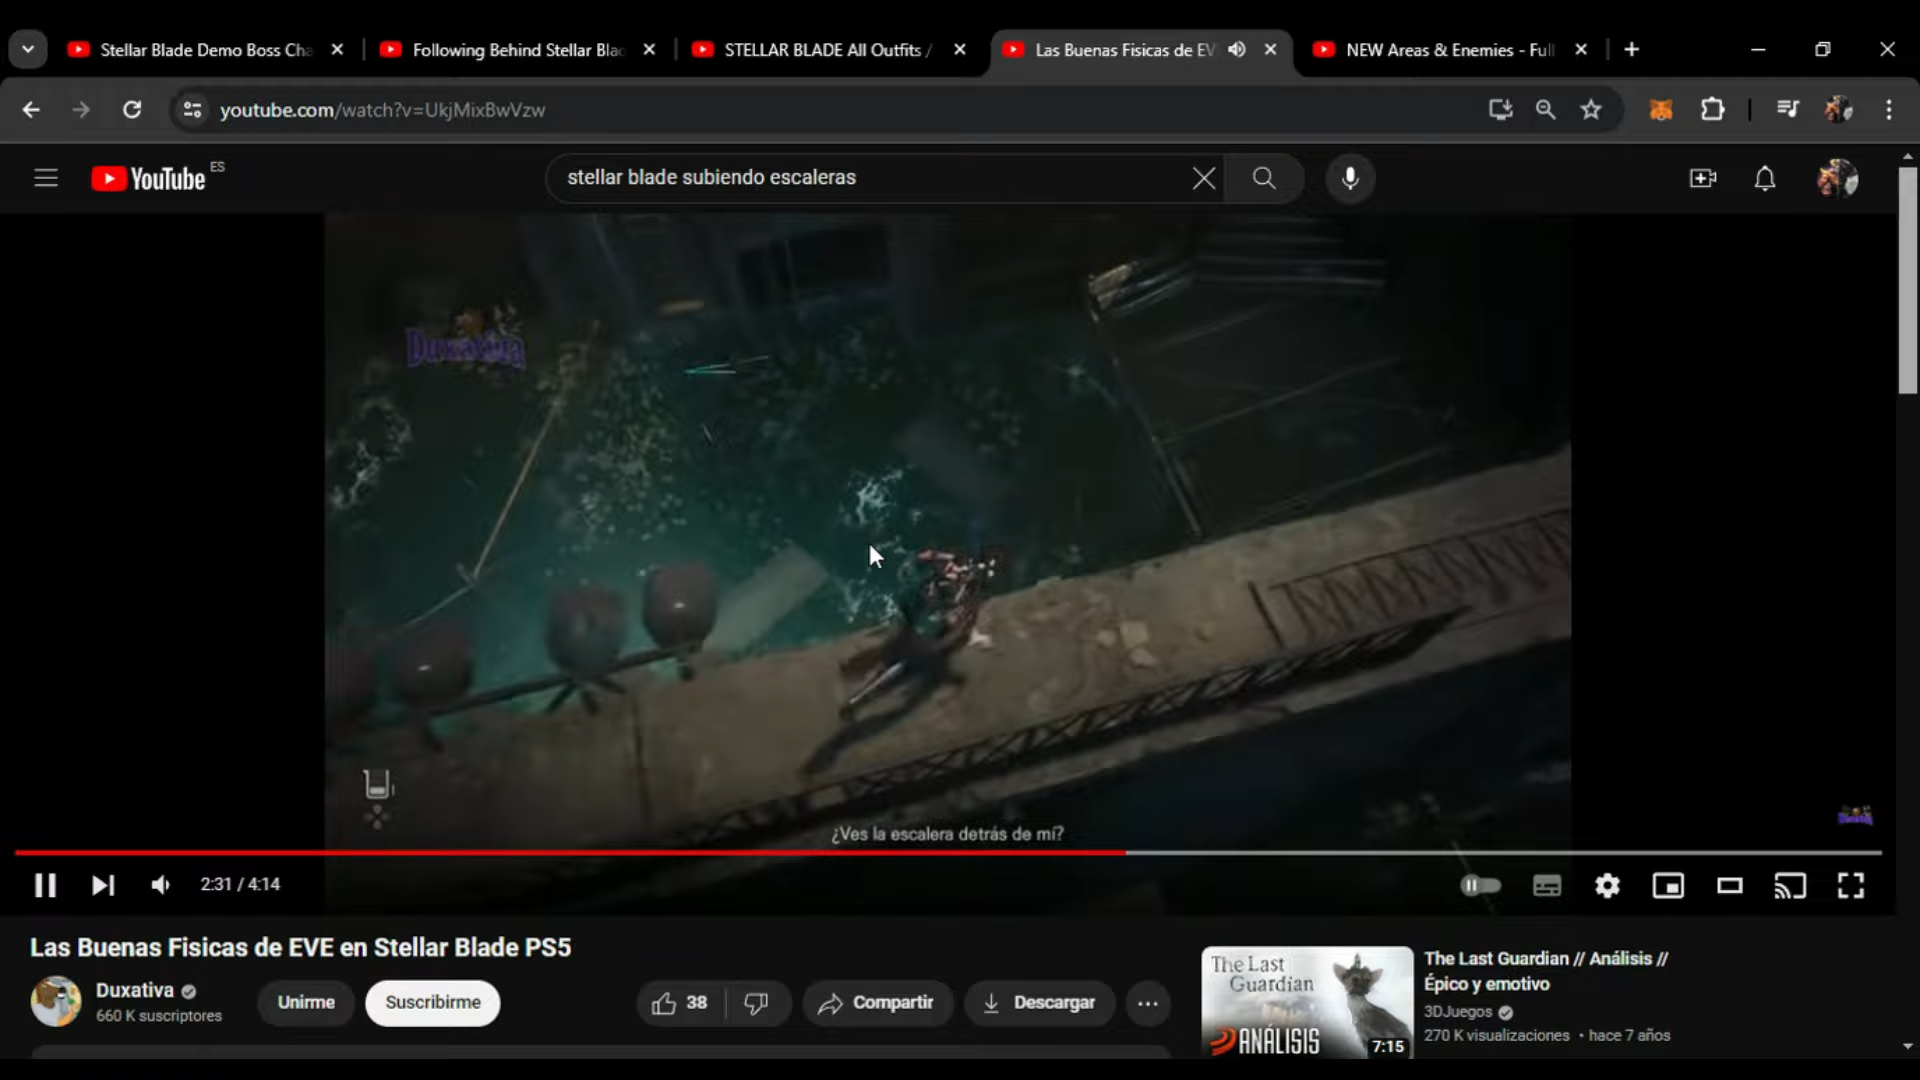 Stellar Blade Demo Boss Cha
Following Behind Stellar Blad
STELLAR BLADE All Outfits /
Las Buenas Fisicas de EV
NEW Areas & Enemies - Full
youtube.com/watch?v=UkjMixBwVzw
YouTube ES
stellar blade subiendo escaleras
Duxativa
¿Ves la escalera detrás de mí?
2:31 / 4:14
Las Buenas Fisicas de EVE en Stellar Blade PS5
Duxativa
660 K suscriptores
Unirme
Suscribirme
38
Compartir
Descargar
The Last
Guardian
ANÁLISIS
7:15
The Last Guardian // Análisis //
Épico y emotivo
3DJuegos
270 K visualizaciones • hace 7 años